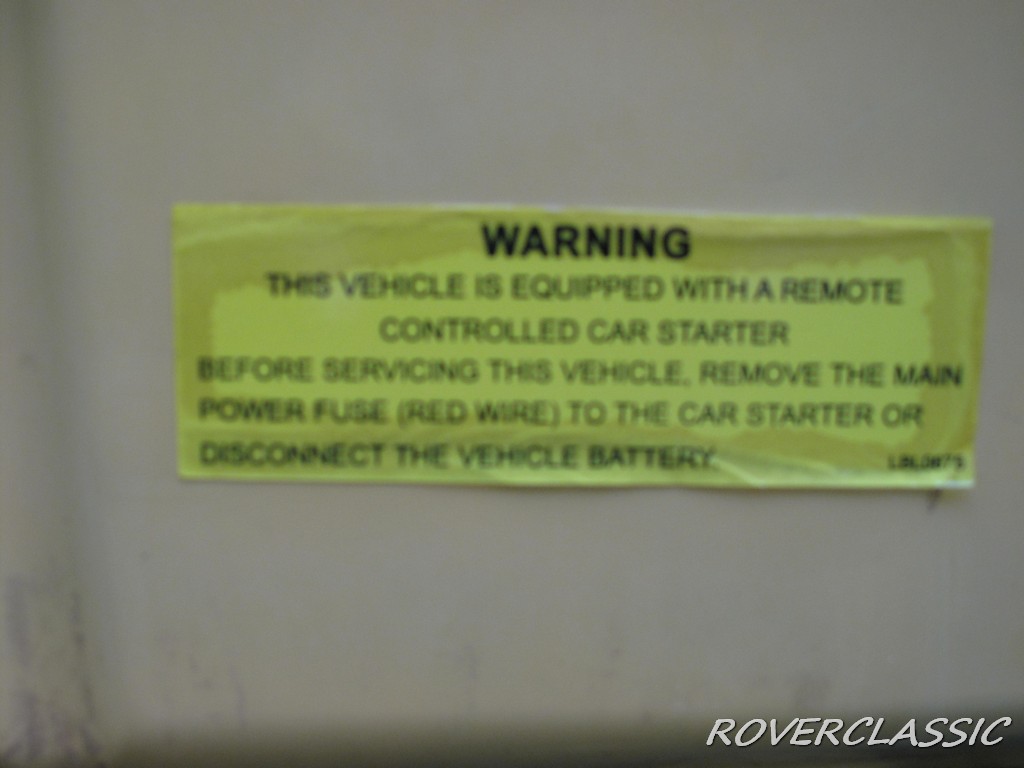 WARNING
THIS VEHICLE IS EQUIPPED WITH A REMOTE
CONTROLLED CAR STARTER
BEFORE SERVICING THIS VEHICLE, REMOVE THE MAIN
POWER FUSE (RED WIRE) TO THE CAR STARTER OR
DISCONNECT THE VEHICLE BATTERY
ROVERCLASSIC